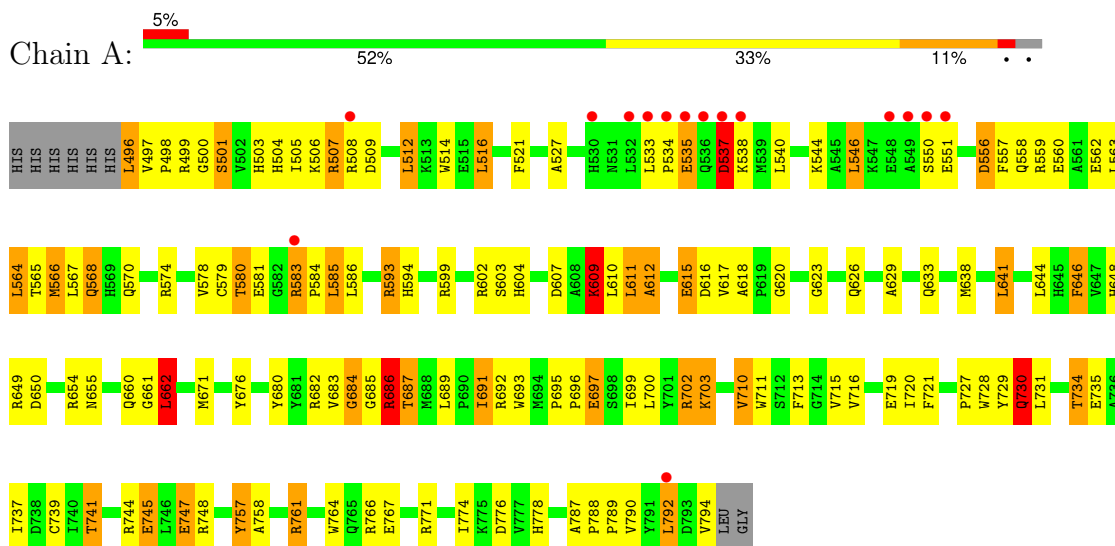 5%
Chain A:
52% 33% 11% • •
HIS HIS HIS HIS HIS HIS L496 V497 P498 R499 G500 S501 V502 H503 H504 I505 K506 R507 R508 D509 L512 K513 W514 E515 L516 F521 A527 H530 N531 L532 L533 P534 E535 Q536 D537 K538 M539 L540 K544 A545 L546 K547 E548 A549 S550 E551 D556 F557 Q558 R559 E560 A561 E562 L563
L564 T565 M566 L567 Q568 H569 Q570 R574 V578 C579 T580 E581 G582 R583 P584 L585 L586 R593 H594 R599 R602 S603 H604 D607 A608 K609 L610 L611 A612 E615 D616 V617 A618 P619 G620 G623 Q626 A629 Q633 M638 L641 L644 H645 F646 V647 H648
R649 D650 R654 N655 Q660 G661 L662 M671 Y676 Y680 Y681 R682 V683 G684 G685 R686 T687 M688 L689 P690 I691 R692 W693 M694 P695 P696 E697 S698 I699 L700 Y701 R702 K703 V710 W711 S712 F713 G714 V715 V716 E719 I720 F721 P727 W728 Y729 Q730 L731 T734 E735 A736
I737 D738 C739 I740 T741 R744 E745 L746 E747 R748 Y757 A758 R761 W764 Q765 R766 E767 R771 I774 K775 D776 V777 H778 A787 P788 P789 V790 Y791 L792 D793 V794 LEU GLY